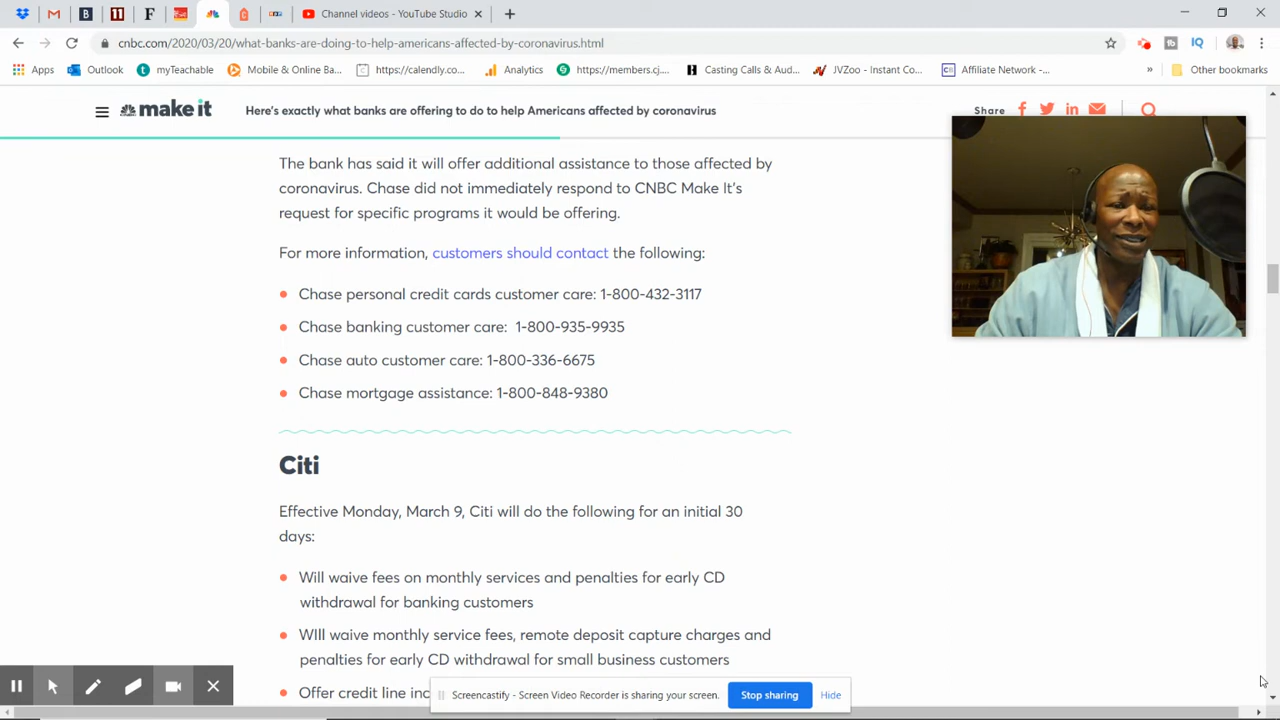 Channel videos - YouTube Studio
cnbc.com/2020/03/20/what-banks-are-doing-to-help-americans-affected-by-coronavirus.html
Apps Outlook myTeachable Mobile & Online Ba... https://calendly.co... Analytics https://members.cj.... Casting Calls & Aud... JVZoo - Instant Co... Affiliate Network -... » Other bookmarks
make it Here's exactly what banks are offering to do to help Americans affected by coronavirus Share
The bank has said it will offer additional assistance to those affected by
coronavirus. Chase did not immediately respond to CNBC Make It's
request for specific programs it would be offering.
For more information, customers should contact the following:
Chase personal credit cards customer care: 1-800-432-3117
Chase banking customer care: 1-800-935-9935
Chase auto customer care: 1-800-336-6675
Chase mortgage assistance: 1-800-848-9380
Citi
Effective Monday, March 9, Citi will do the following for an initial 30
days:
Will waive fees on monthly services and penalties for early CD
withdrawal for banking customers
WIll waive monthly service fees, remote deposit capture charges and
penalties for early CD withdrawal for small business customers
Offer credit line inc
Screencastify - Screen Video Recorder is sharing your screen. Stop sharing Hide